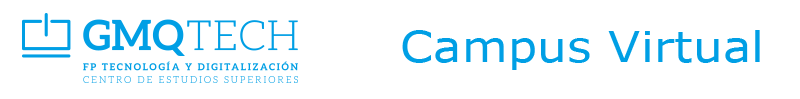 GMQTECH
FP TECNOLOGÍA Y DIGITALIZACIÓN
CENTRO DE ESTUDIOS SUPERIORES
Campus Virtual